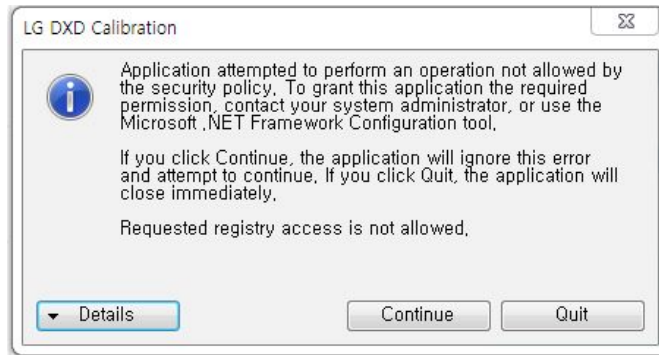 LG DXD Calibration
Application attempted to perform an operation not allowed by
the security policy. To grant this application the required
permission, contact your system administrator, or use the
Microsoft .NET Framework Configuration tool.
If you click Continue, the application will ignore this error
and attempt to continue. If you click Quit, the application will
close immediately.
Requested registry access is not allowed.
Details
Continue
Quit